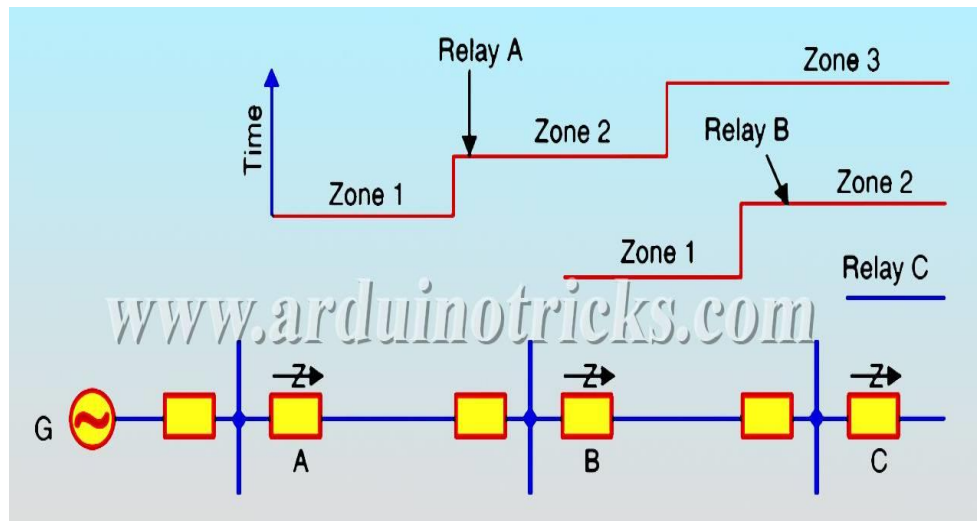 Relay A
Zone 3
Time
Zone 2
Relay B
Zone 1
Zone 2
Zone 1
Relay C
www.arduinotricks.com
Z
Z
Z
G
A
B
C